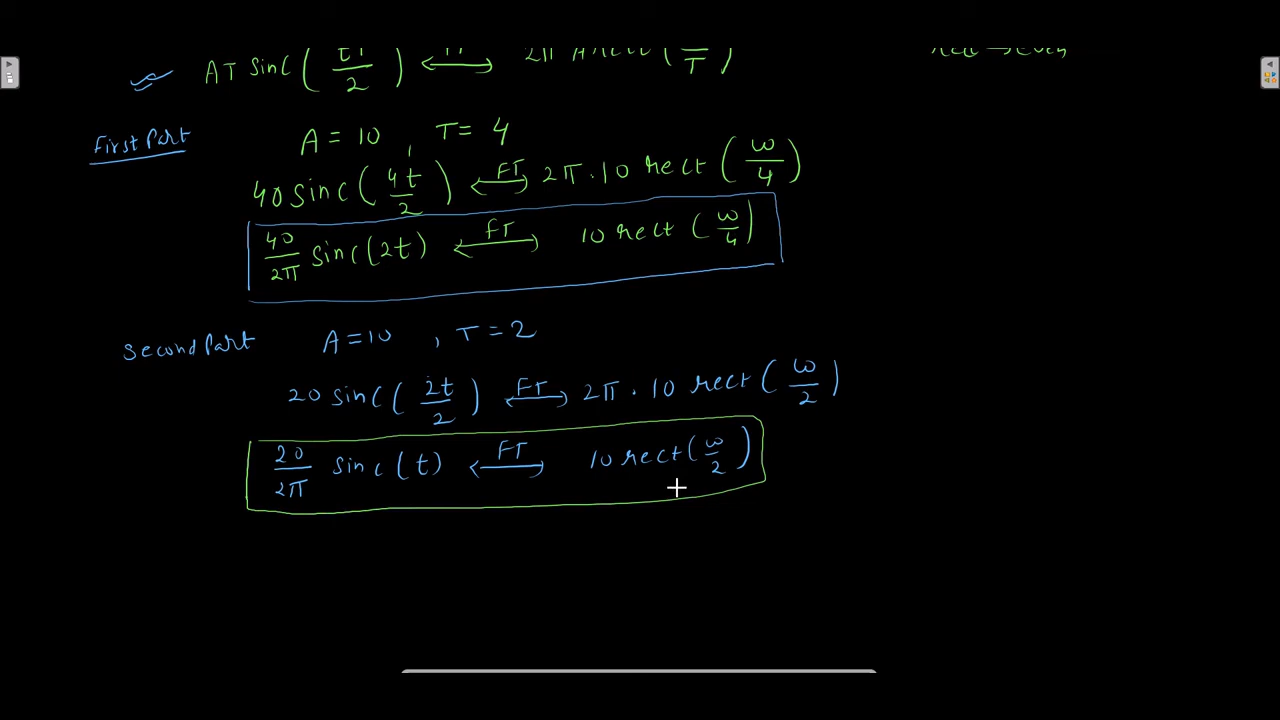 AT sinc(tT/2) ⟷ 2π A rect(/T)
First Part A = 10 , T = 4
40 sinc(4t/2) ⟷FT 2π · 10 rect(ω/4)
40/2π sinc(2t) ⟷FT 10 rect(ω/4)
Second Part A = 10 , T = 2
20 sinc(2t/2) ⟷FT 2π · 10 rect(ω/2)
20/2π sinc(t) ⟷FT 10 rect(ω/2)